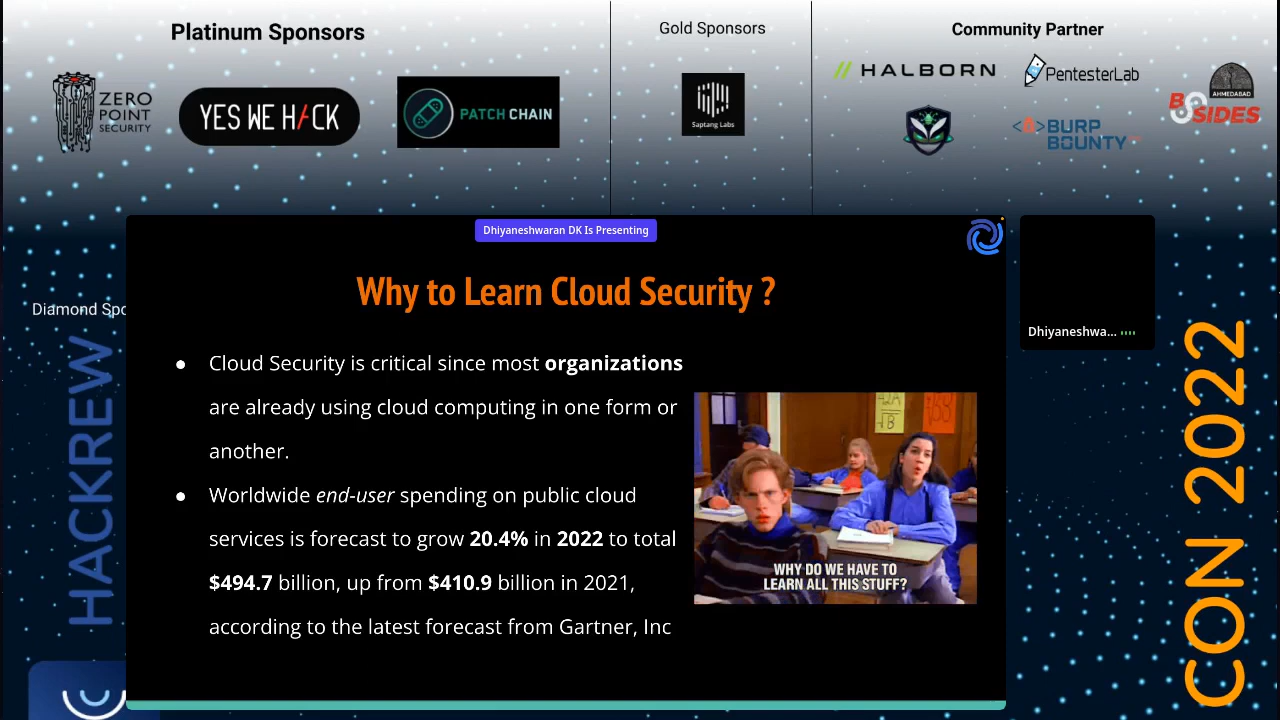 Platinum Sponsors
Gold Sponsors
Community Partner
ZERO
POINT
SECURITY
YES WE H/CK
PATCH CHAIN
Saptang Labs
HALBORN
PentesterLab
BURP
BOUNTY
AHMEDABAD
BSIDES
Dhiyaneshwaran DK Is Presenting
Why to Learn Cloud Security ?
Diamond Spo
HACKREW
● Cloud Security is critical since most organizations
are already using cloud computing in one form or
another.
● Worldwide end-user spending on public cloud
services is forecast to grow 20.4% in 2022 to total
$494.7 billion, up from $410.9 billion in 2021,
according to the latest forecast from Gartner, Inc
WHY DO WE HAVE TO
LEARN ALL THIS STUFF?
Dhiyaneshwa...
CON 2022